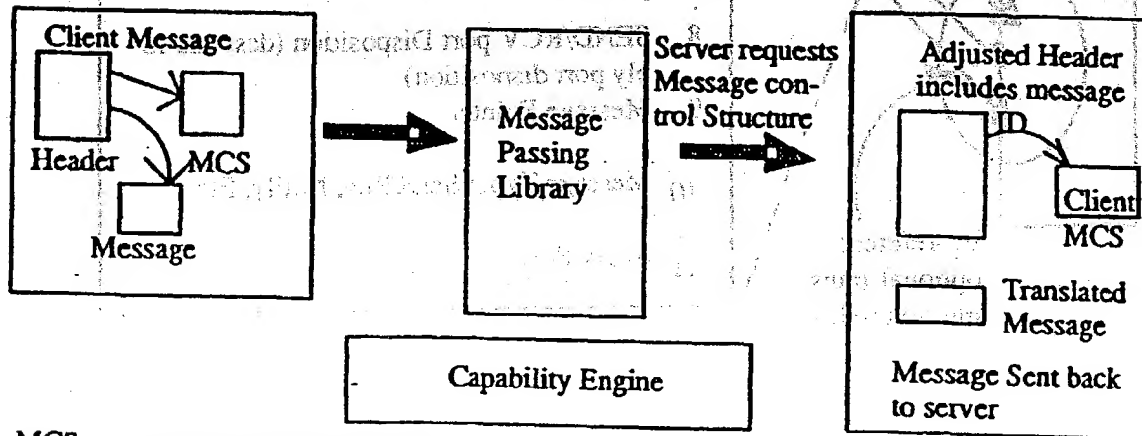 Client Message
Header
MCS
Message
Message
Passing
Library
Server requests
Message con-
trol Structure
Adjusted Header
includes message
ID
Client
MCS
Translated
Message
Message Sent back
to server
Capability Engine